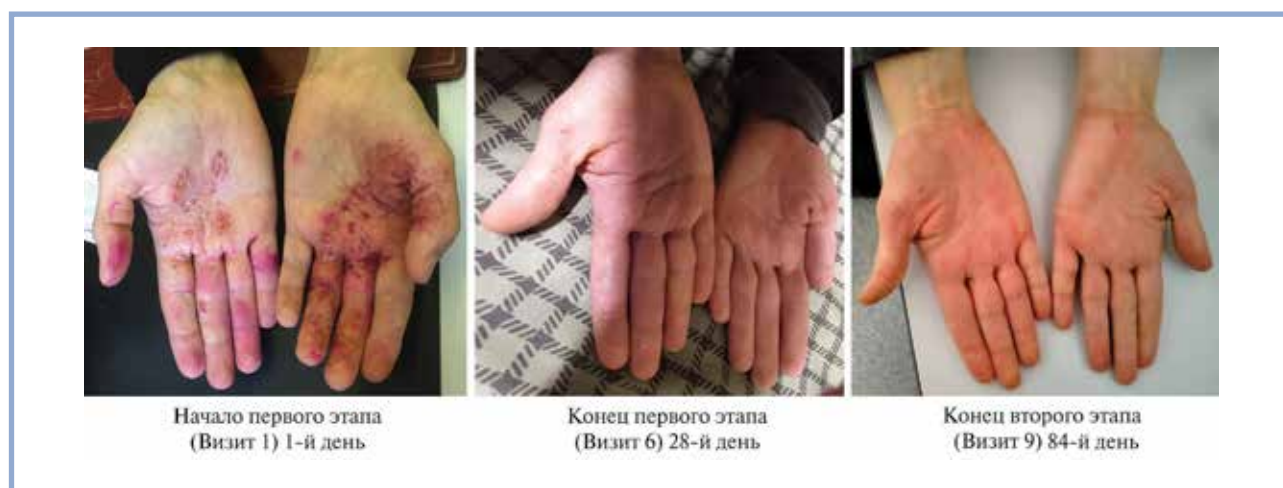 Начало первого этапа
(Визит 1) 1-й день
Конец первого этапа
(Визит 6) 28-й день
Конец второго этапа
(Визит 9) 84-й день